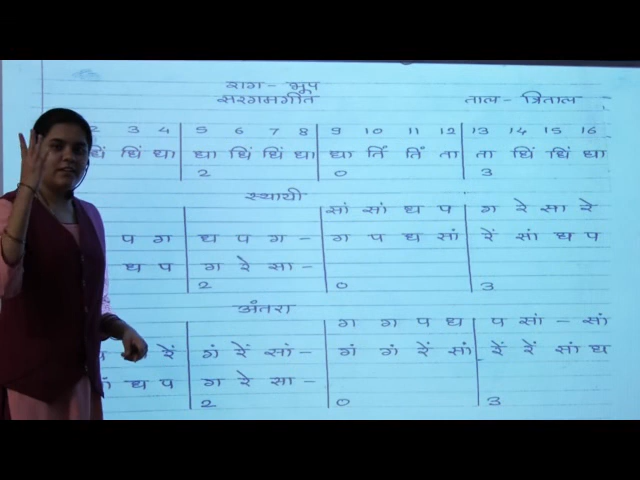 राग - भूप
सरगमगीत ताल - त्रिताल
2 3 4 5 6 7 8 9 10 11 12 13 14 15 16
धिं धिं धा धा धिं धिं धा धा तिं तिं ता ता धिं धिं धा
2 0 3
स्थायी
सां सां ध प ग रे सा रे
प ग ध प ग - ग प ध सां रें सां ध प
ध प ग रे सा -
2 0 3
अंतरा
ग ग प ध प सां - सां
रें गं रें सां - गं गं रें सां रें रें सां ध
सां ध प ग रे सा -
2 0 3